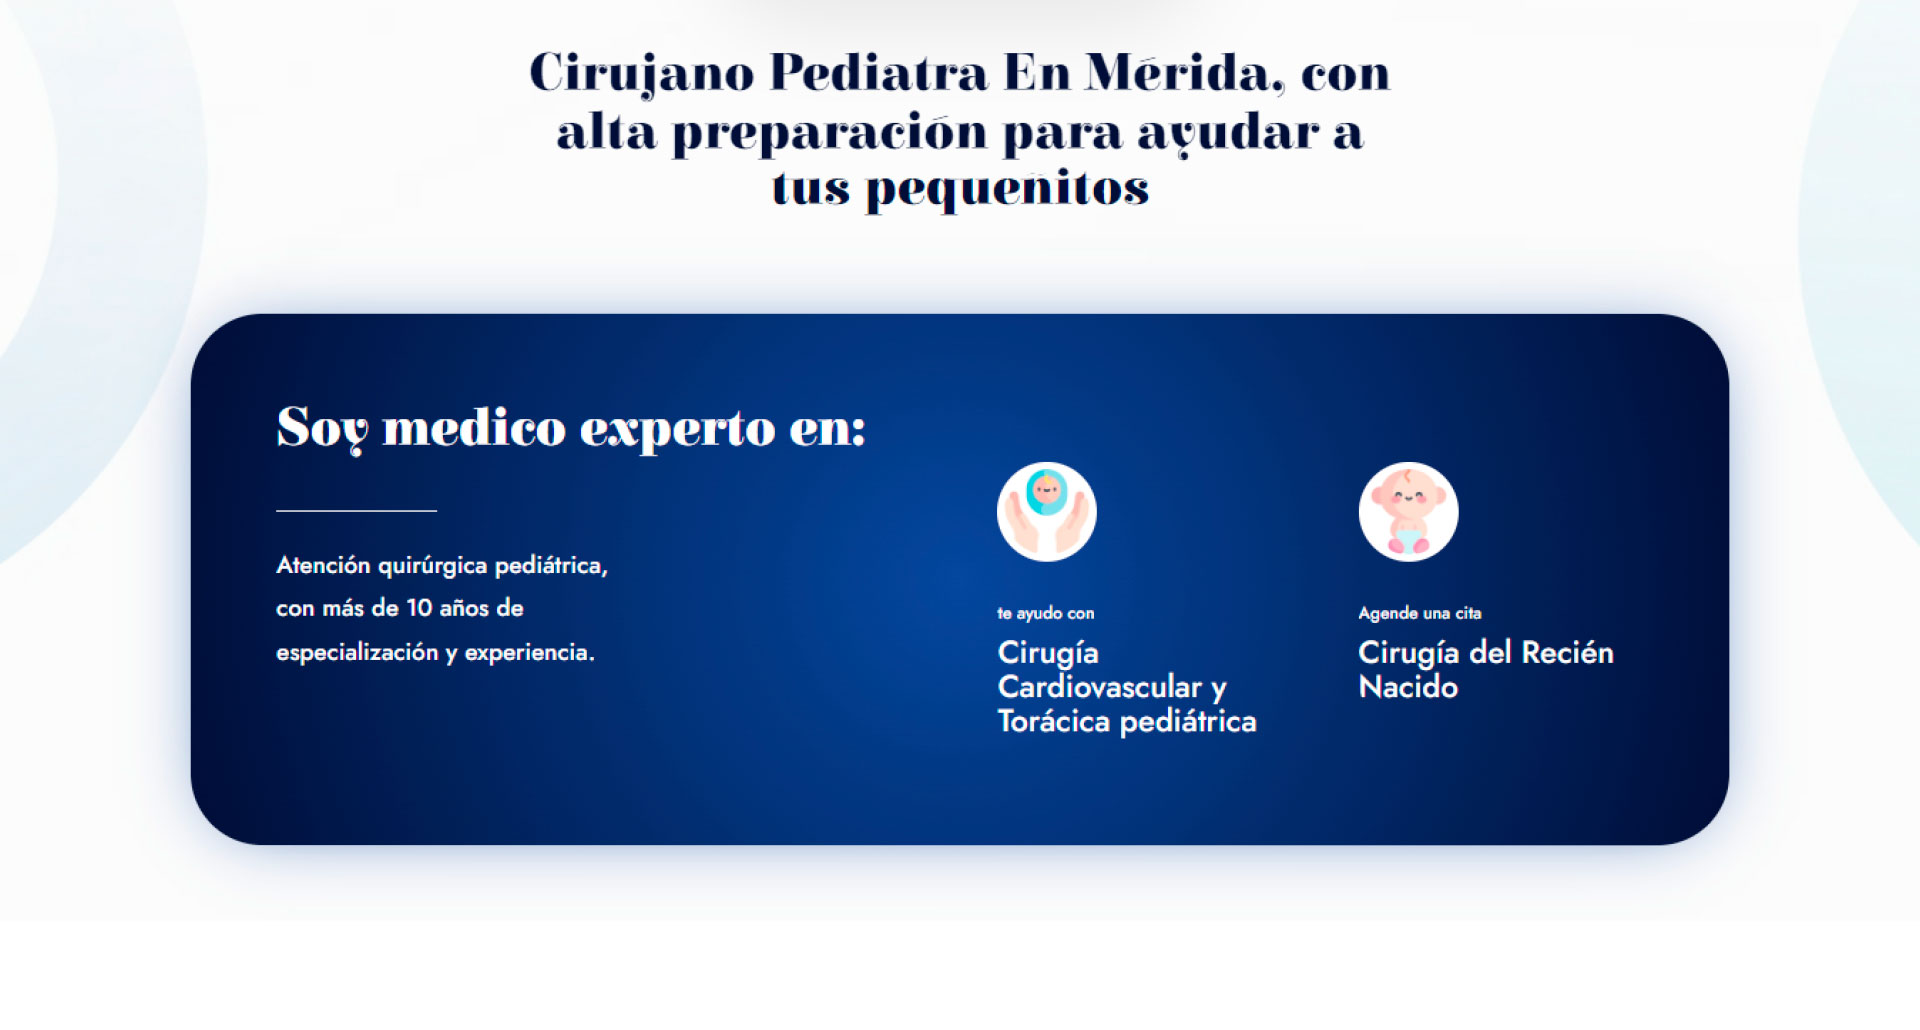 Cirujano Pediatra En Mérida, con
alta preparación para ayudar a
tus pequeñitos
Soy medico experto en:
Atención quirúrgica pediátrica,
con más de 10 años de
especialización y experiencia.
te ayudo con
Cirugía
Cardiovascular y
Torácica pediátrica
Agende una cita
Cirugía del Recién
Nacido